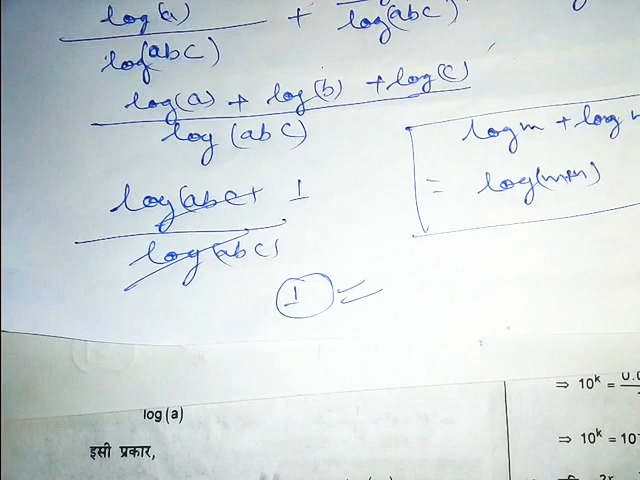 log(a) + log(abc)
log(abc)
log(a) + log(b) + log(c)
log(abc)
log m + log
= log(m×n)
log(abc) 1
log(abc)
1
log(a)
इसी प्रकार,
⇒ 10ᵏ =
⇒ 10ᵏ = 10